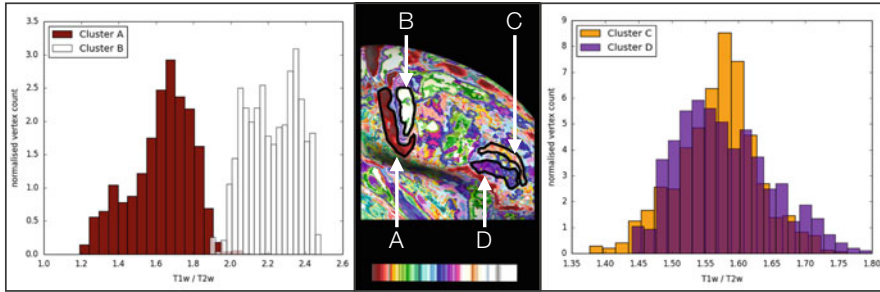 Cluster A
Cluster B
normalised vertex count
3.5
3.0
2.5
2.0
1.5
1.0
0.5
0.0
1.0 1.2 1.4 1.6 1.8 2.0 2.2 2.4 2.6
T1w / T2w
B C
A D
Cluster C
Cluster D
normalised vertex count
9
8
7
6
5
4
3
2
1
0
1.35 1.40 1.45 1.50 1.55 1.60 1.65 1.70 1.75 1.80
T1w / T2w